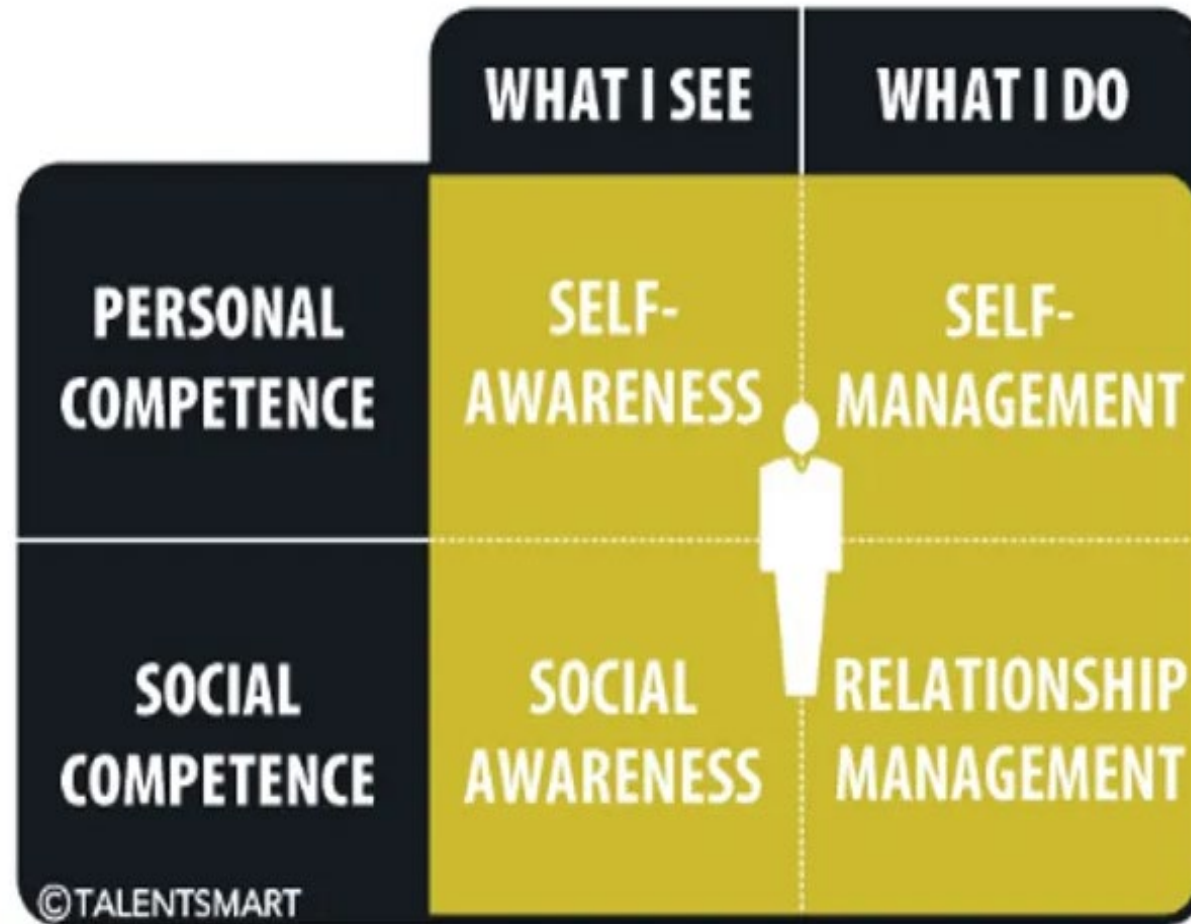 WHAT I SEE
WHAT I DO
PERSONAL
COMPETENCE
SELF-
AWARENESS
SELF-
MANAGEMENT
SOCIAL
COMPETENCE
SOCIAL
AWARENESS
RELATIONSHIP
MANAGEMENT
©TALENTSMART